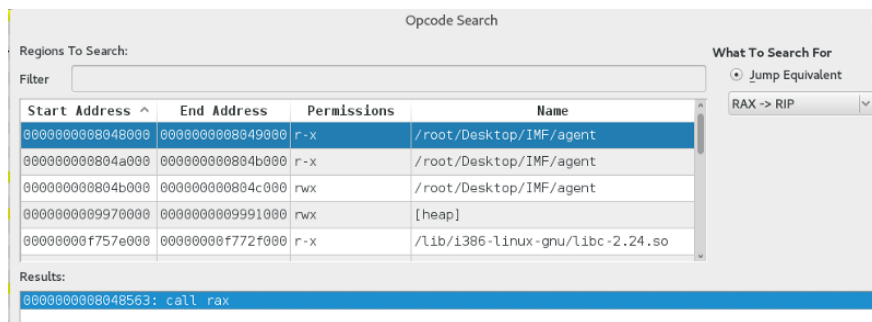 Opcode Search
Regions To Search:
What To Search For
Filter
Jump Equivalent
Start Address ^ End Address Permissions Name
RAX -> RIP
0000000008048000 0000000008049000 r-x /root/Desktop/IMF/agent
000000000804a000 000000000804b000 r-x /root/Desktop/IMF/agent
000000000804b000 000000000804c000 rwx /root/Desktop/IMF/agent
0000000009970000 0000000009991000 rwx [heap]
00000000f757e000 00000000f772f000 r-x /lib/i386-linux-gnu/libc-2.24.so
Results:
0000000008048563: call rax